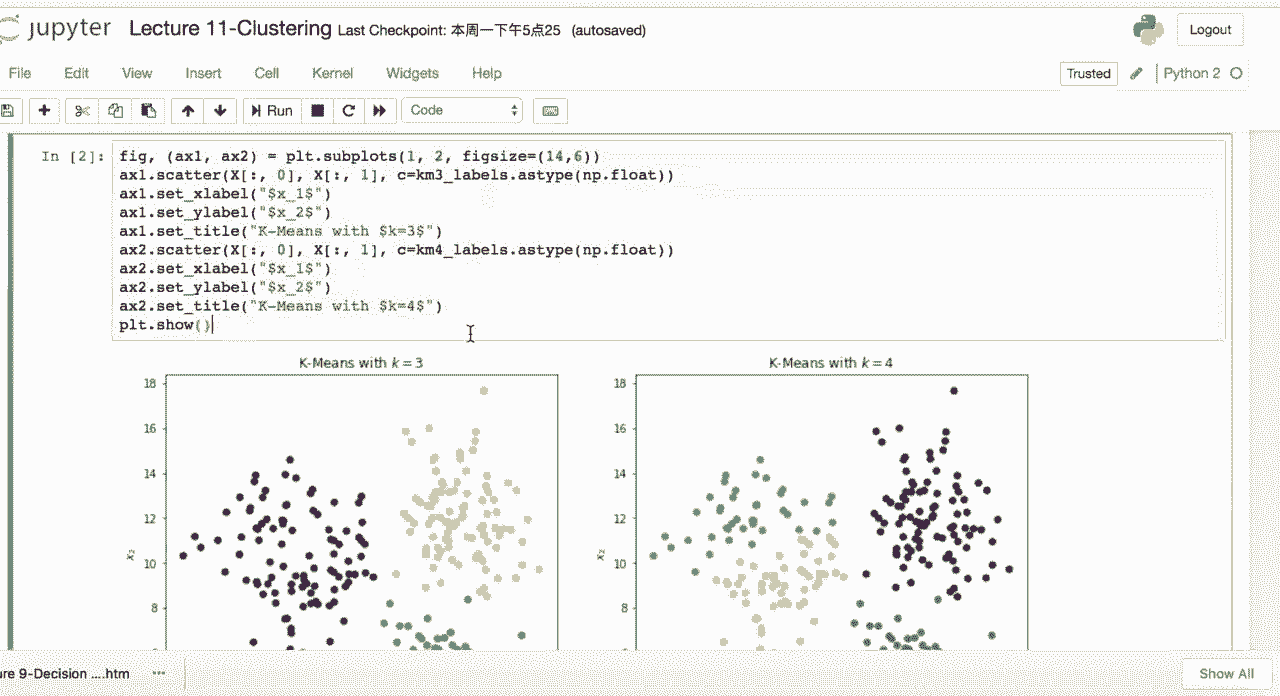 jupyter Lecture 11-Clustering Last Checkpoint: 本周一下午5点25 (autosaved) Logout
File Edit View Insert Cell Kernel Widgets Help Trusted Python 2
Run Code
In [2]: fig, (ax1, ax2) = plt.subplots(1, 2, figsize=(14,6))
ax1.scatter(X[:, 0], X[:, 1], c=km3_labels.astype(np.float))
ax1.set_xlabel("$x_1$")
ax1.set_ylabel("$x_2$")
ax1.set_title("K-Means with $k=3$")
ax2.scatter(X[:, 0], X[:, 1], c=km4_labels.astype(np.float))
ax2.set_xlabel("$x_1$")
ax2.set_ylabel("$x_2$")
ax2.set_title("K-Means with $k=4$")
plt.show()
K-Means with k = 3
18
16
14
12
10
8
x₂
K-Means with k = 4
18
16
14
12
10
8
x₂
ure 9-Decision ....htm ••• Show All